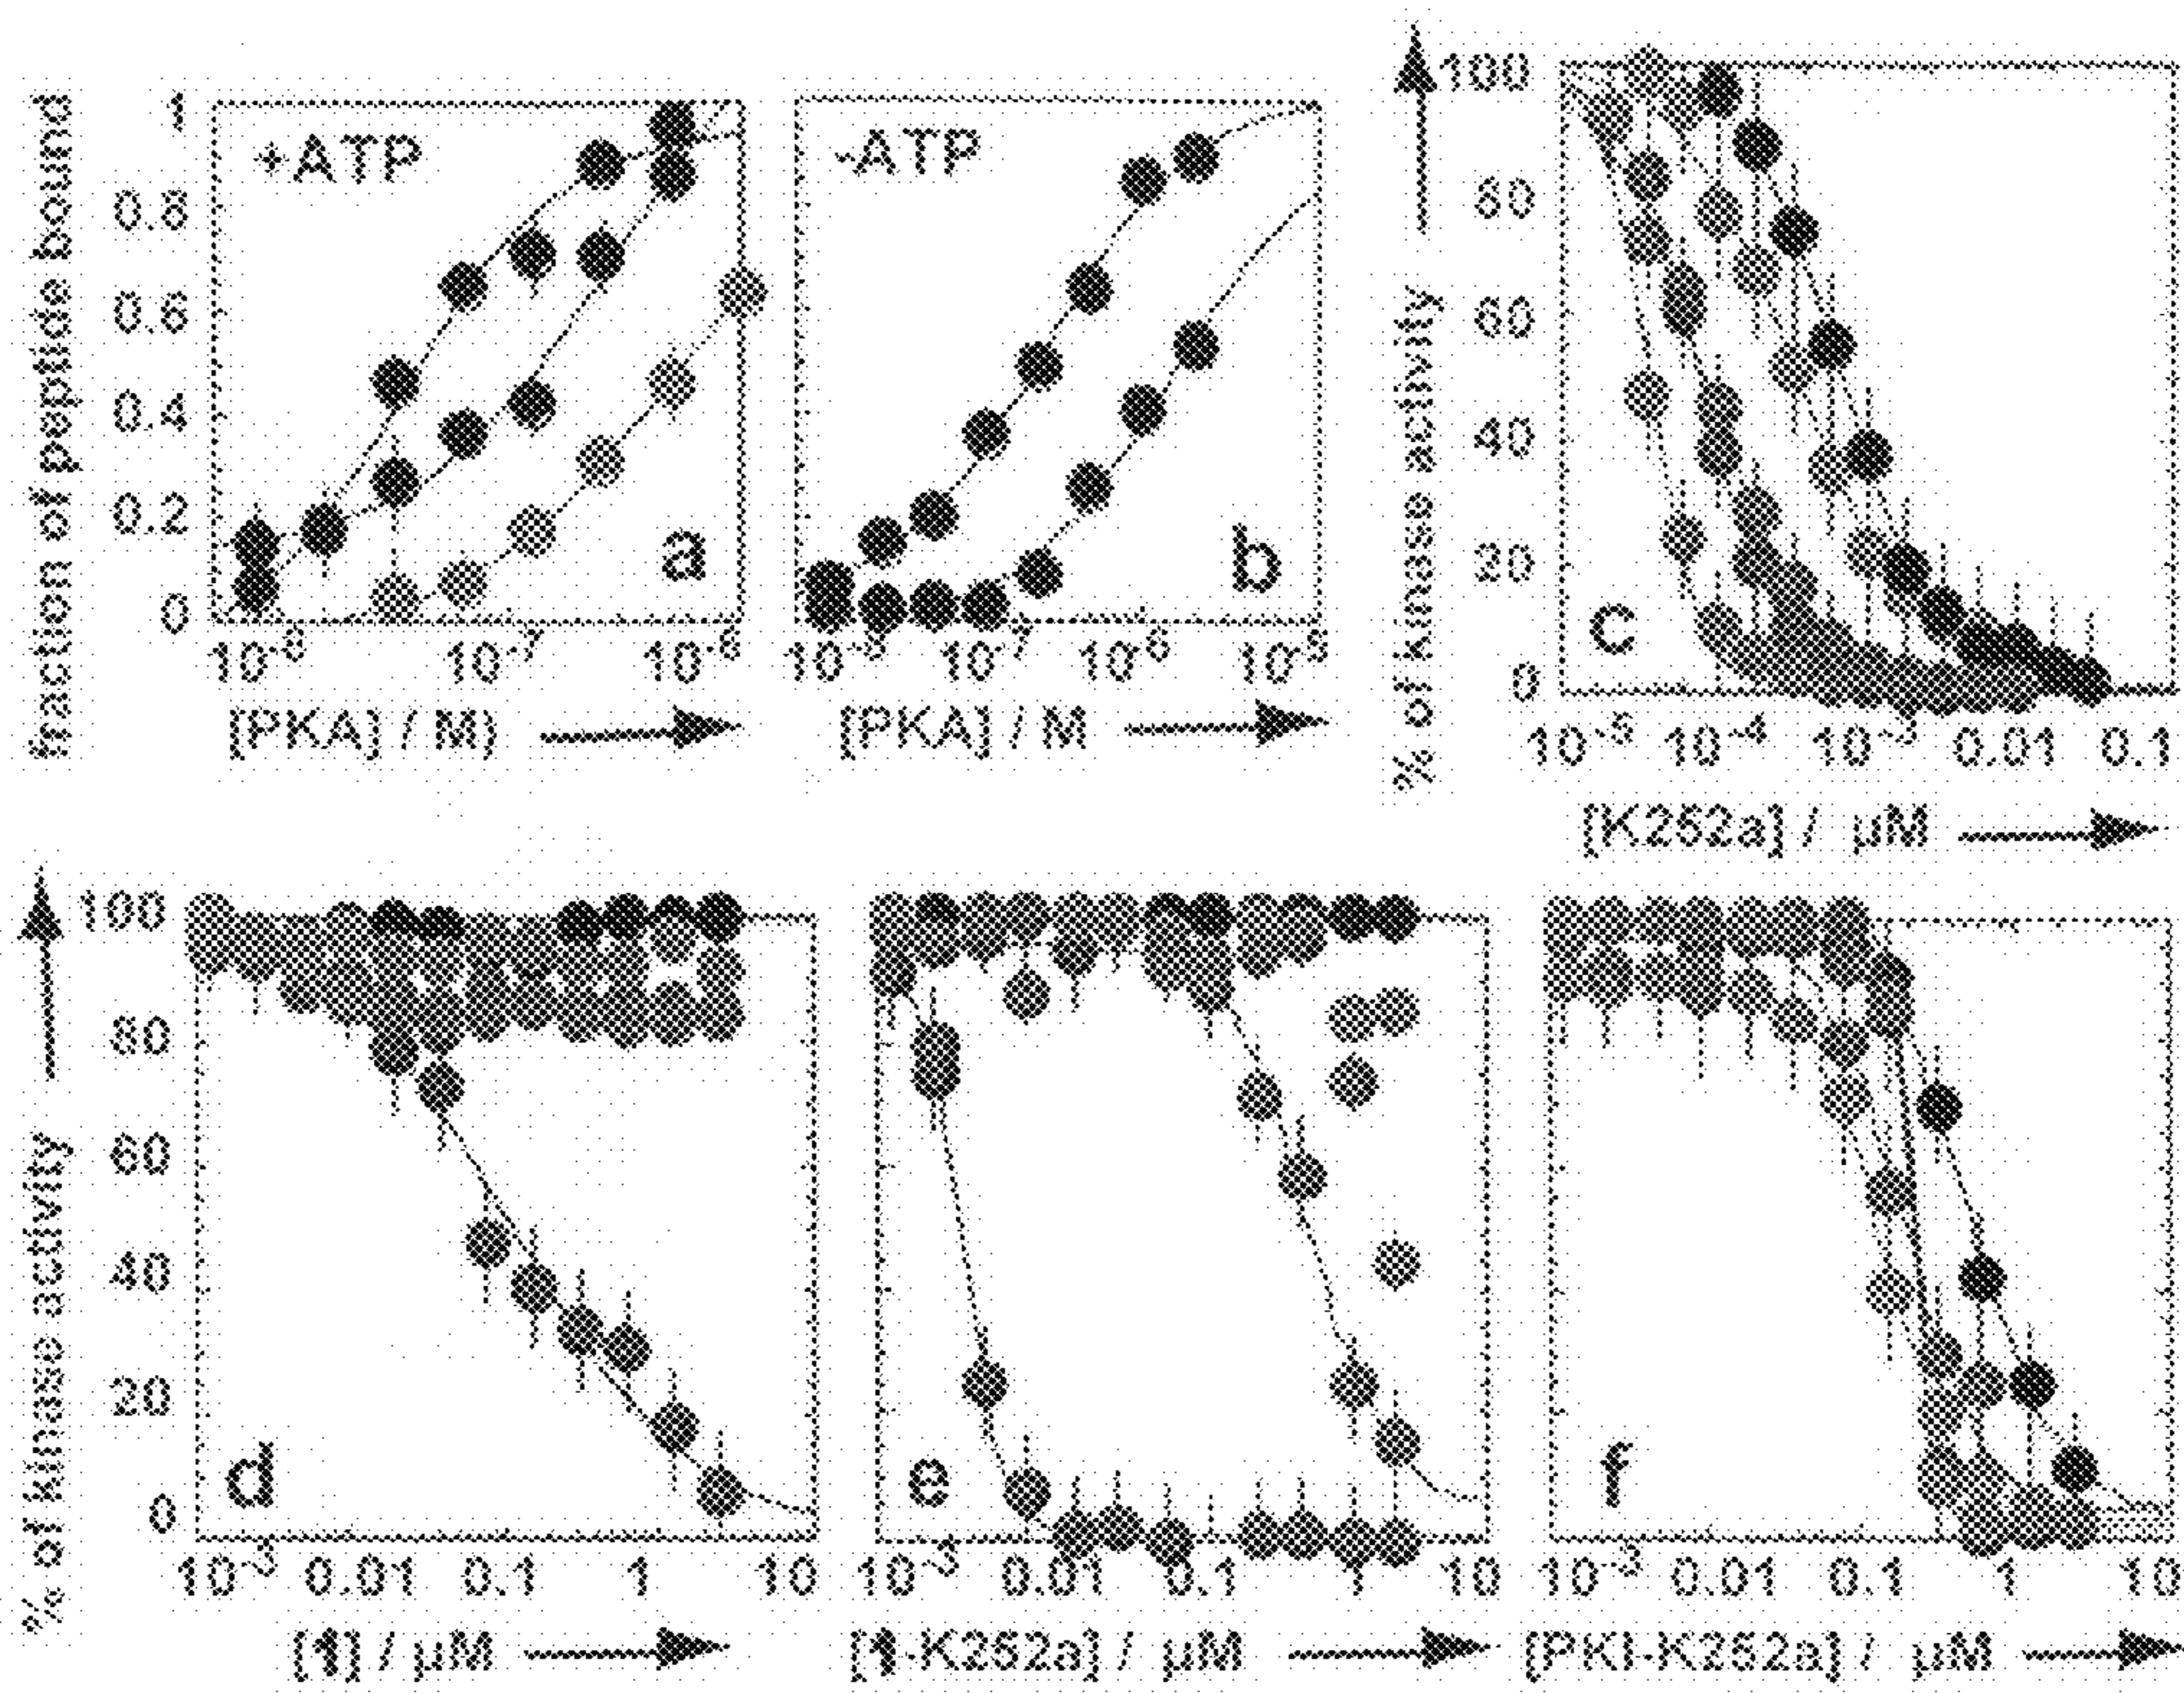 fraction of peptide bound
1
0.8
0.6
0.4
0.2
0
+ATP
a
10⁻⁸ 10⁻⁷ 10⁻⁶
[PKA] / M)
-ATP
b
10⁻⁸ 10⁻⁷ 10⁻⁶ 10⁻⁵
[PKA] / M
% of kinase activity
100
80
60
40
20
0
c
10⁻⁵ 10⁻⁴ 10⁻³ 0.01 0.1
[K252a] / µM
% of kinase activity
100
80
60
40
20
0
d
10⁻³ 0.01 0.1 1 10
[1] / µM
e
10⁻³ 0.01 0.1 1 10
[1-K252a] / µM
f
10⁻³ 0.01 0.1 1 10
[PKI-K252a] / µM